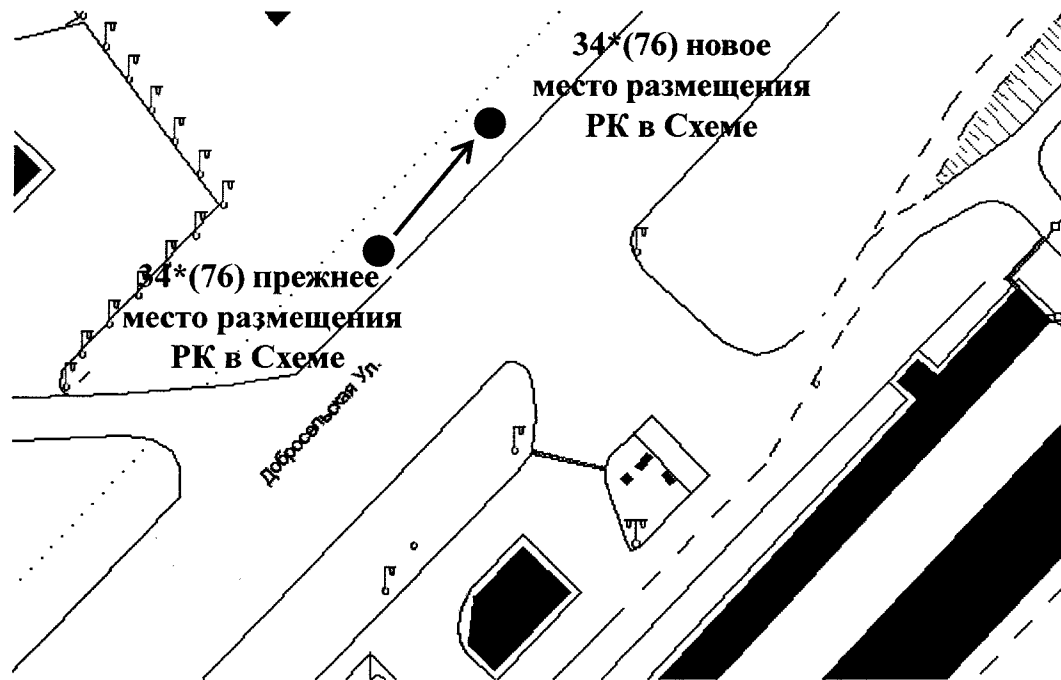 34*(76) новое
место размещения
РК в Схеме
34*(76) прежнее
место размещения
РК в Схеме
Добросельская Ул.